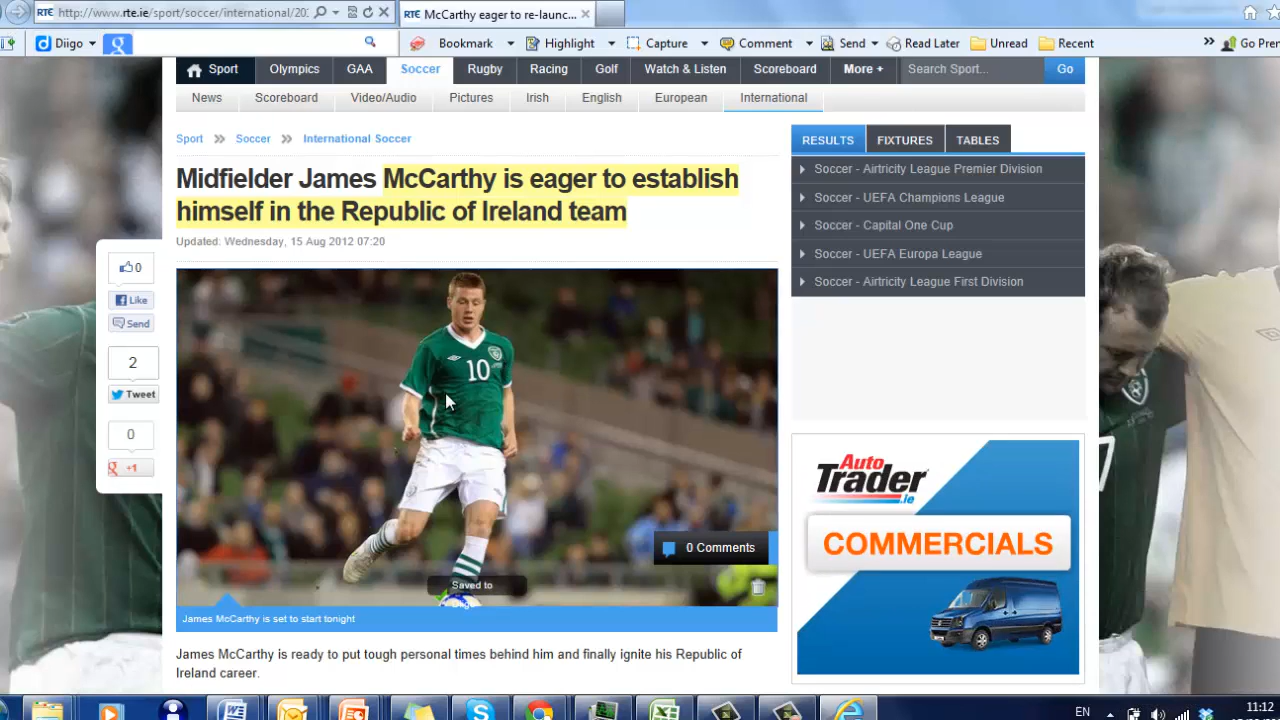 RTÉ http://www.rte.ie/sport/soccer/international/20
RTÉ McCarthy eager to re-launc...
Diigo
Bookmark Highlight Capture Comment Send Read Later Unread Recent Go Pre
Sport Olympics GAA Soccer Rugby Racing Golf Watch & Listen Scoreboard More + Search Sport... Go
News Scoreboard Video/Audio Pictures Irish English European International
Sport Soccer International Soccer
Midfielder James McCarthy is eager to establish
himself in the Republic of Ireland team
Updated: Wednesday, 15 Aug 2012 07:20
0
Like
Send
2
Tweet
0
+1
10
0 Comments
Saved to
Diigo
James McCarthy is set to start tonight
James McCarthy is ready to put tough personal times behind him and finally ignite his Republic of
Ireland career.
RESULTS FIXTURES TABLES
Soccer - Airtricity League Premier Division
Soccer - UEFA Champions League
Soccer - Capital One Cup
Soccer - UEFA Europa League
Soccer - Airtricity League First Division
Auto
Trader
.ie
COMMERCIALS
EN
11:12